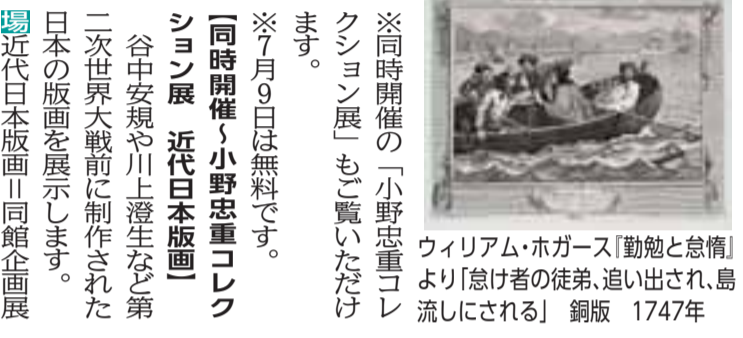 ※同時開催の「小野忠重コレ
クション展」もご覧いただけ
ます。
※7月9日は無料です。
【同時開催～小野忠重コレク
ション展　近代日本版画】
　谷中安規や川上澄生など第
二次世界大戦前に制作された
日本の版画を展示します。
場近代日本版画＝同館企画展
ウィリアム・ホガース『勤勉と怠惰』
より「怠け者の徒弟、追い出され、島
流しにされる」　銅版　1747年